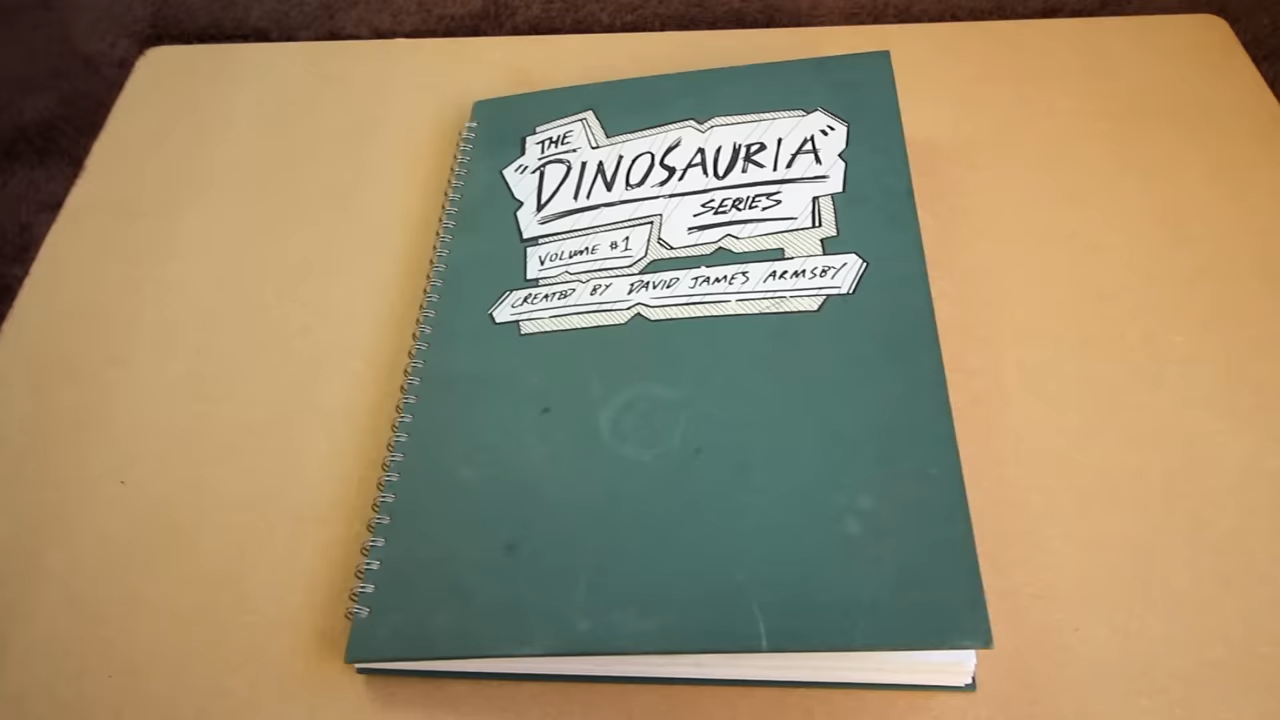 THE
"DINOSAURIA"
SERIES
VOLUME #1
CREATED BY DAVID JAMES ARMSBY